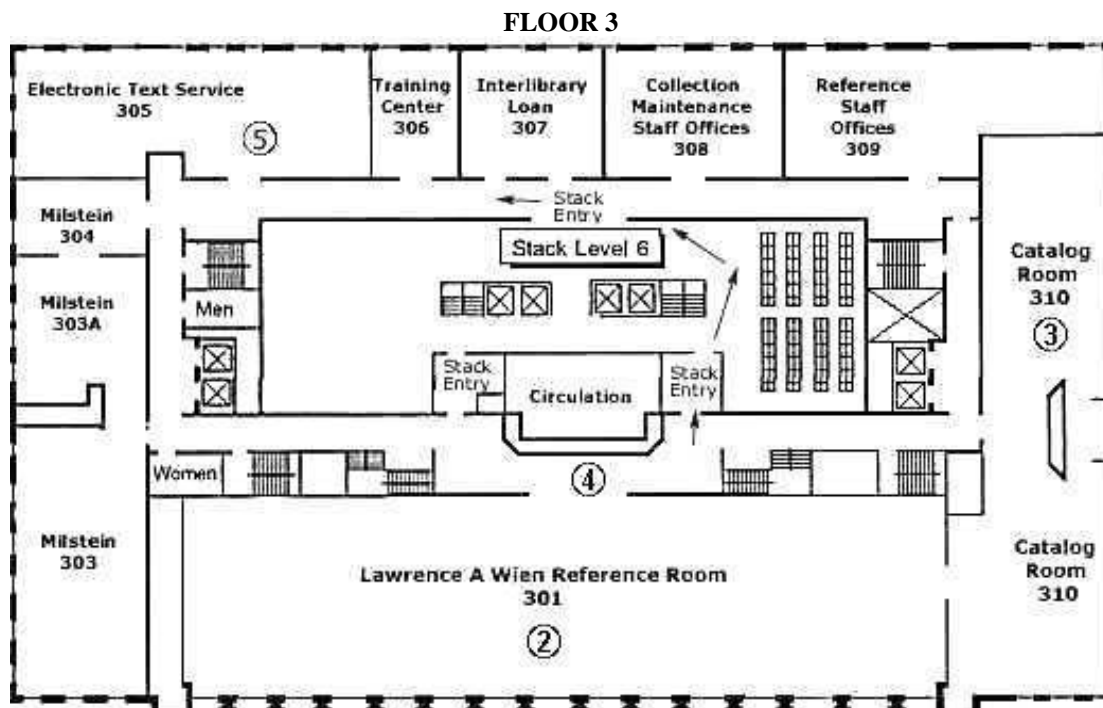 FLOOR 3
Electronic Text Service
305
⑤
Training
Center
306
Interlibrary
Loan
307
Collection
Maintenance
Staff Offices
308
Reference
Staff
Offices
309
Stack
Entry
Milstein
304
Stack Level 6
Catalog
Room
310
③
Milstein
303A
Men
Stack
Entry
Circulation
Stack
Entry
Women
④
Milstein
303
Lawrence A Wien Reference Room
301
②
Catalog
Room
310